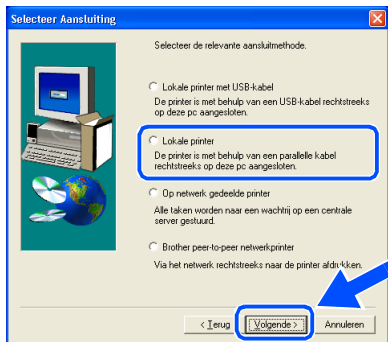 Selecteer Aansluiting
Selecteer de relevante aansluitmethode.
Lokale printer met USB-kabel
De printer is met behulp van een USB-kabel rechtstreeks
op deze pc aangesloten.
Lokale printer
De printer is met behulp van een parallelle kabel
rechtstreeks op deze pc aangesloten.
Op netwerk gedeelde printer
Alle taken worden naar een wachtrij op een centrale
server gestuurd.
Brother peer-to-peer netwerkprinter
Via het netwerk rechtstreeks naar de printer afdrukken.
< Terug
Volgende >
Annuleren